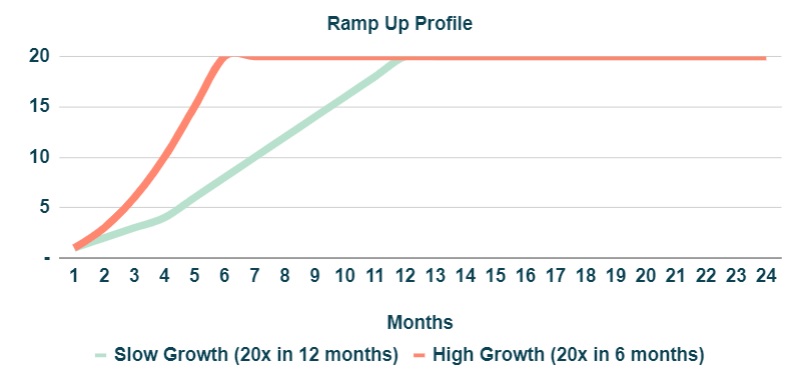 Ramp Up Profile
20
15
10
5
-
1 2 3 4 5 6 7 8 9 10 11 12 13 14 15 16 17 18 19 20 21 22 23 24
Months
Slow Growth (20x in 12 months) High Growth (20x in 6 months)